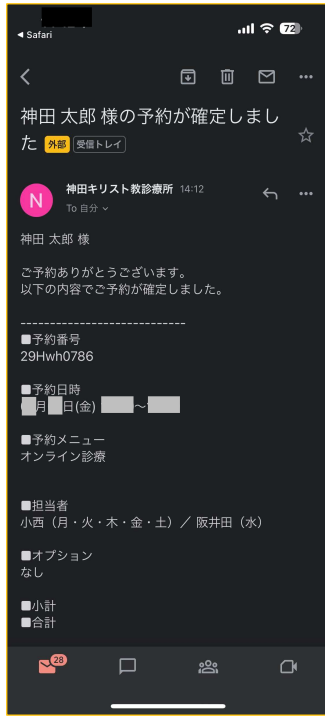 72
◀ Safari
神田 太郎 様の予約が確定しまし
た 外部 受信トレイ
N
神田キリスト教診療所 14:12
To 自分
神田 太郎 様
ご予約ありがとうございます。
以下の内容でご予約が確定しました。
----------------------------
■予約番号
29Hwh0786
■予約日時
月 日(金) ～
■予約メニュー
オンライン診療
■担当者
小西（月・火・木・金・土）／ 阪井田（水）
■オプション
なし
■小計
■合計
28